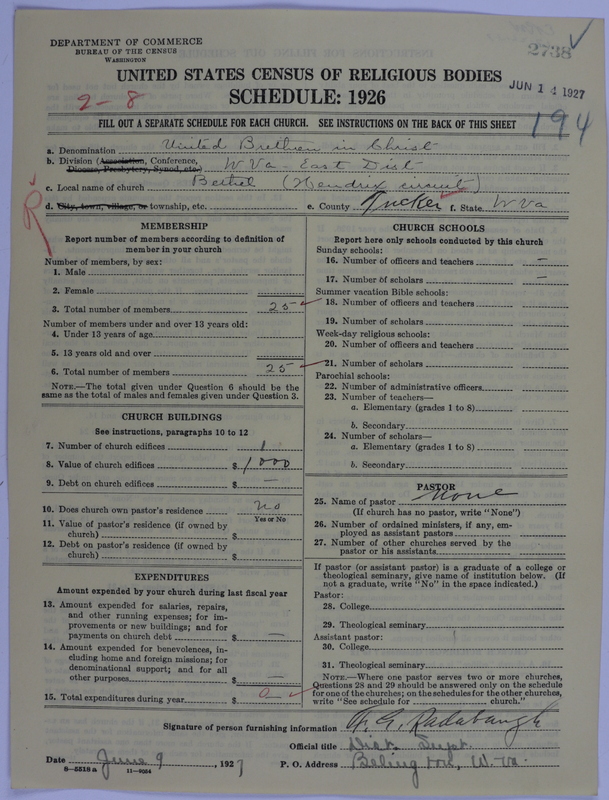 DEPARTMENT OF COMMERCE
BUREAU OF THE CENSUS
WASHINGTON
2738
UNITED STATES CENSUS OF RELIGIOUS BODIES
JUN 14 1927
2-8
SCHEDULE: 1926
194
FILL OUT A SEPARATE SCHEDULE FOR EACH CHURCH. SEE INSTRUCTIONS ON THE BACK OF THIS SHEET
a. Denomination United Brethren in Christ
b. Division (Association, Conference, Diocese, Presbytery, Synod, etc.) W Va - East Dist
c. Local name of church Bethel (Hendrix circuit)
d. City, town, village, or township, etc. e. County Tucker f. State W Va
MEMBERSHIP
Report number of members according to definition of
member in your church
Number of members, by sex:
1. Male
2. Female
3. Total number of members 25
Number of members under and over 13 years old:
4. Under 13 years of age
5. 13 years old and over
6. Total number of members 25
NOTE.—The total given under Question 6 should be
same as the total of males and females given under Question 3.
CHURCH BUILDINGS
See instructions, paragraphs 10 to 12
7. Number of church edifices 1
8. Value of church edifices $ 1000
9. Debt on church edifices $ —
10. Does church own pastor's residence No
Yes or No
11. Value of pastor's residence (if owned by
church) $
12. Debt on pastor's residence (if owned by
church) $
EXPENDITURES
Amount expended by your church during last fiscal year
13. Amount expended for salaries, repairs,
and other running expenses; for im-
provements or new buildings; and for
payments on church debt $ —
14. Amount expended for benevolences, in-
cluding home and foreign missions; for
denominational support; and for all
other purposes $ —
15. Total expenditures during year $ 0
CHURCH SCHOOLS
Report here only schools conducted by this church
Sunday schools:
16. Number of officers and teachers —
17. Number of scholars —
Summer vacation Bible schools:
18. Number of officers and teachers
19. Number of scholars
Week-day religious schools:
20. Number of officers and teachers
21. Number of scholars
Parochial schools:
22. Number of administrative officers
23. Number of teachers—
a. Elementary (grades 1 to 8)
b. Secondary
24. Number of scholars—
a. Elementary (grades 1 to 8)
b. Secondary
PASTOR
25. Name of pastor None
(If church has no pastor, write "None")
26. Number of ordained ministers, if any, em-
ployed as assistant pastors
27. Number of other churches served by the
pastor or his assistants
If pastor (or assistant pastor) is a graduate of a college or
theological seminary, give name of institution below. (If
not a graduate, write "No" in the space indicated.)
Pastor:
28. College
29. Theological seminary
Assistant pastor:
30. College
31. Theological seminary
NOTE.—Where one pastor serves two or more churches,
Questions 28 and 29 should be answered only on the schedule
for one of the churches; on the schedules for the other churches,
write "See schedule for church."
Signature of person furnishing information Radabaugh
Official title Dist. Supt.
Date June 9, 1927 P. O. Address Belington, W. Va.
8-5518 a 11-9054